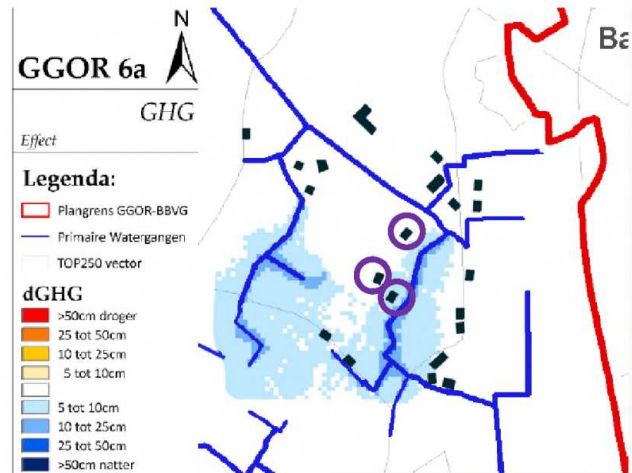 N
GGOR 6a
GHG
Effect
Legenda:
Plangrens GGOR-BBVG
Primaire Watergangen
TOP250 vector
dGHG
>50cm droger
25 tot 50cm
10 tot 25cm
5 tot 10cm
5 tot 10cm
10 tot 25cm
25 tot 50cm
>50cm natter
Ba